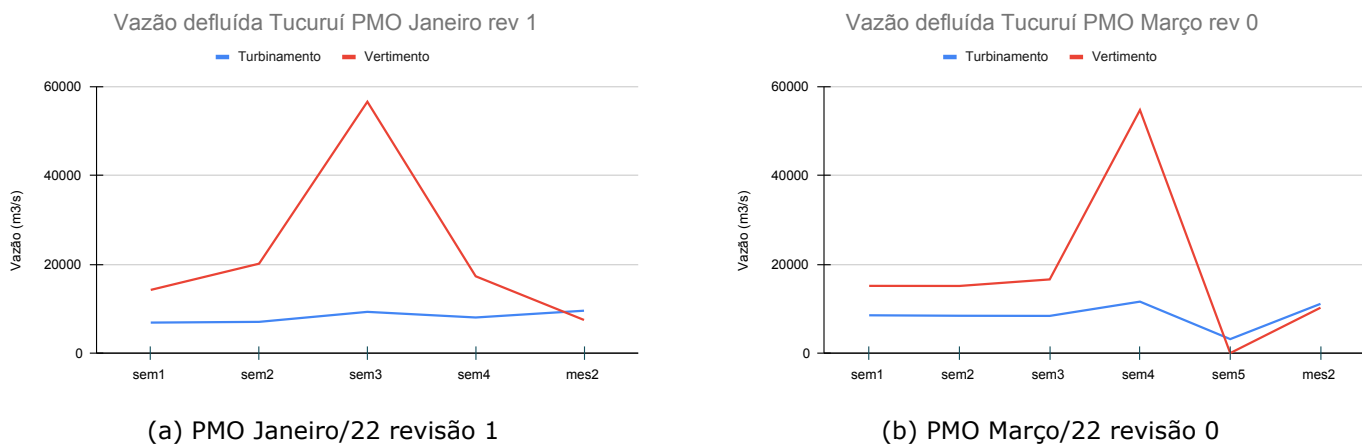 Vazão defluída Tucuruí PMO Janeiro rev 1
Turbinamento Vertimento
Vazão (m3/s)
60000
40000
20000
0
sem1 sem2 sem3 sem4 mes2
(a) PMO Janeiro/22 revisão 1
Vazão defluída Tucuruí PMO Março rev 0
Turbinamento Vertimento
Vazão (m3/s)
60000
40000
20000
0
sem1 sem2 sem3 sem4 sem5 mes2
(b) PMO Março/22 revisão 0